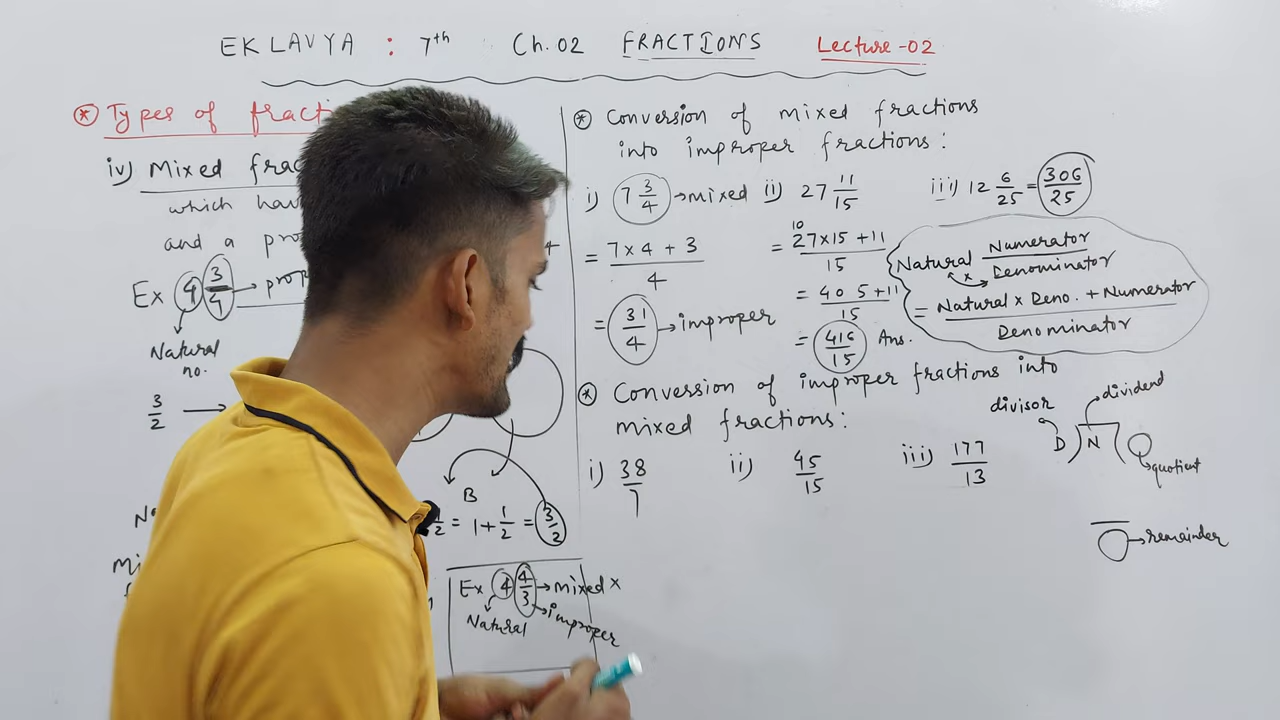 EKLAVYA : 7th Ch. 02 FRACTIONS Lecture-02
* Types of fracti
iv) Mixed frac
which hav
and a pro
Ex 4 3/4 → prop
Natural
no.
3/2 →
B
1/2 = 1 + 1/2 = 3/2
Ex 4 4/3 → mixed ×
Natural improper
* Conversion of mixed fractions
into improper fractions :
i) 7 3/4 → mixed ii) 27 11/15 iii) 12 6/25 = 306/25
= 7 x 4 + 3 / 4 = 27 x 15 + 11 / 15
10
= 31/4 → improper = 405 + 11 / 15
= 416/15 Ans.
Natural Numerator / Denominator
x
= Natural x Deno. + Numerator / Denominator
* Conversion of improper fractions into
mixed fractions :
i) 38/7 ii) 45/15 iii) 177/13
divisor dividend
D ) N ( Q
quotient
remainder